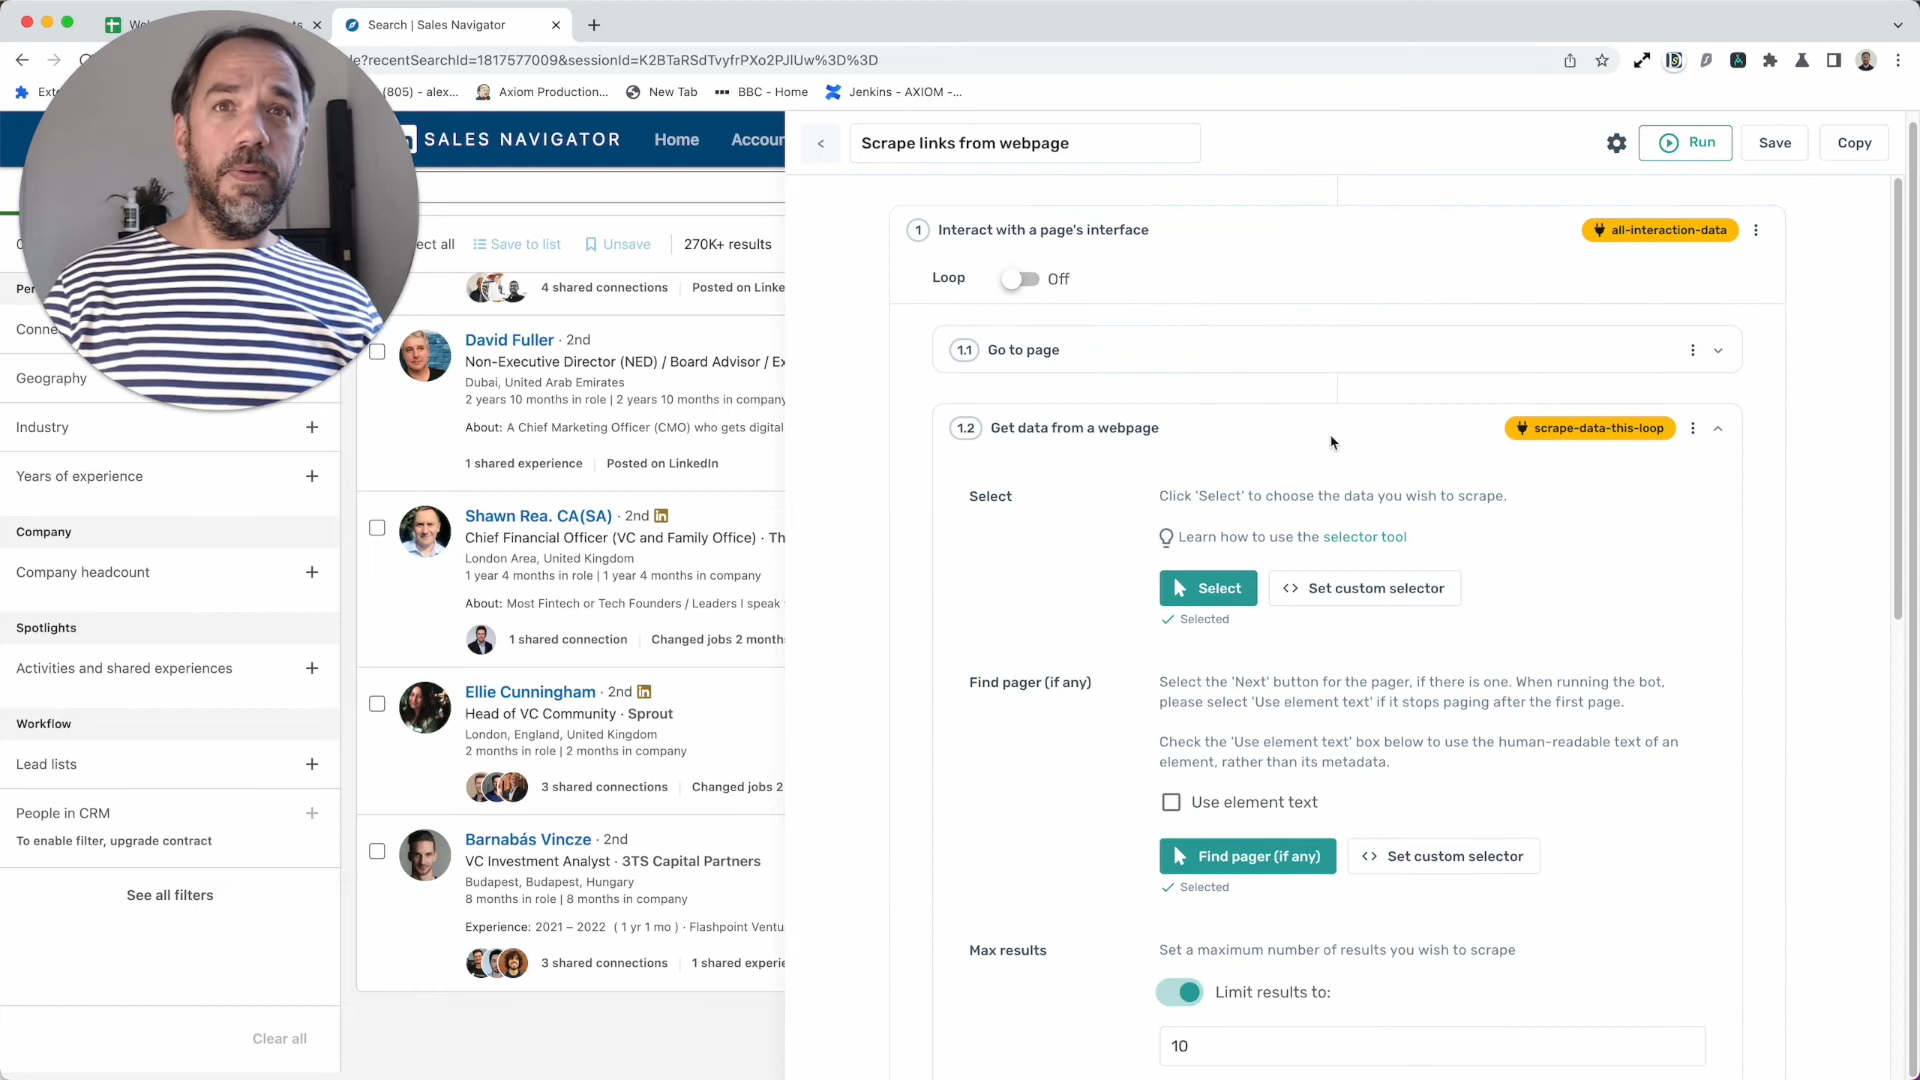 Search | Sales Navigator
le?recentSearchId=1817577009&sessionId=K2BTaRSdTvyfrPXo2PJIUw%3D%3D
(805) - alex...
Axiom Production...
New Tab
BBC - Home
Jenkins - AXIOM -...
SALES NAVIGATOR
Home
Accoun
<
Scrape links from webpage
Run
Save
Copy
ect all
Save to list
Unsave
270K+ results
4 shared connections
Posted on Linke
David Fuller · 2nd
Non-Executive Director (NED) / Board Advisor / Ex
Dubai, United Arab Emirates
2 years 10 months in role | 2 years 10 months in company
About: A Chief Marketing Officer (CMO) who gets digital
1 shared experience
Posted on LinkedIn
Shawn Rea. CA(SA) · 2nd
Chief Financial Officer (VC and Family Office) · Th
London Area, United Kingdom
1 year 4 months in role | 1 year 4 months in company
About: Most Fintech or Tech Founders / Leaders I speak
1 shared connection
Changed jobs 2 month
Ellie Cunningham · 2nd
Head of VC Community · Sprout
London, England, United Kingdom
2 months in role | 2 months in company
3 shared connections
Changed jobs 2
Barnabás Vincze · 2nd
VC Investment Analyst · 3TS Capital Partners
Budapest, Budapest, Hungary
8 months in role | 8 months in company
Experience: 2021 – 2022 ( 1 yr 1 mo ) · Flashpoint Ventu
3 shared connections
1 shared experie
Per
Conne
Geography
Industry
Years of experience
Company
Company headcount
Spotlights
Activities and shared experiences
Workflow
Lead lists
People in CRM
To enable filter, upgrade contract
See all filters
Clear all
1 Interact with a page's interface
all-interaction-data
Loop
Off
1.1 Go to page
1.2 Get data from a webpage
scrape-data-this-loop
Select
Click 'Select' to choose the data you wish to scrape.
Learn how to use the selector tool
Select
<> Set custom selector
Selected
Find pager (if any)
Select the 'Next' button for the pager, if there is one. When running the bot,
please select 'Use element text' if it stops paging after the first page.
Check the 'Use element text' box below to use the human-readable text of an
element, rather than its metadata.
Use element text
Find pager (if any)
<> Set custom selector
Selected
Max results
Set a maximum number of results you wish to scrape
Limit results to:
10